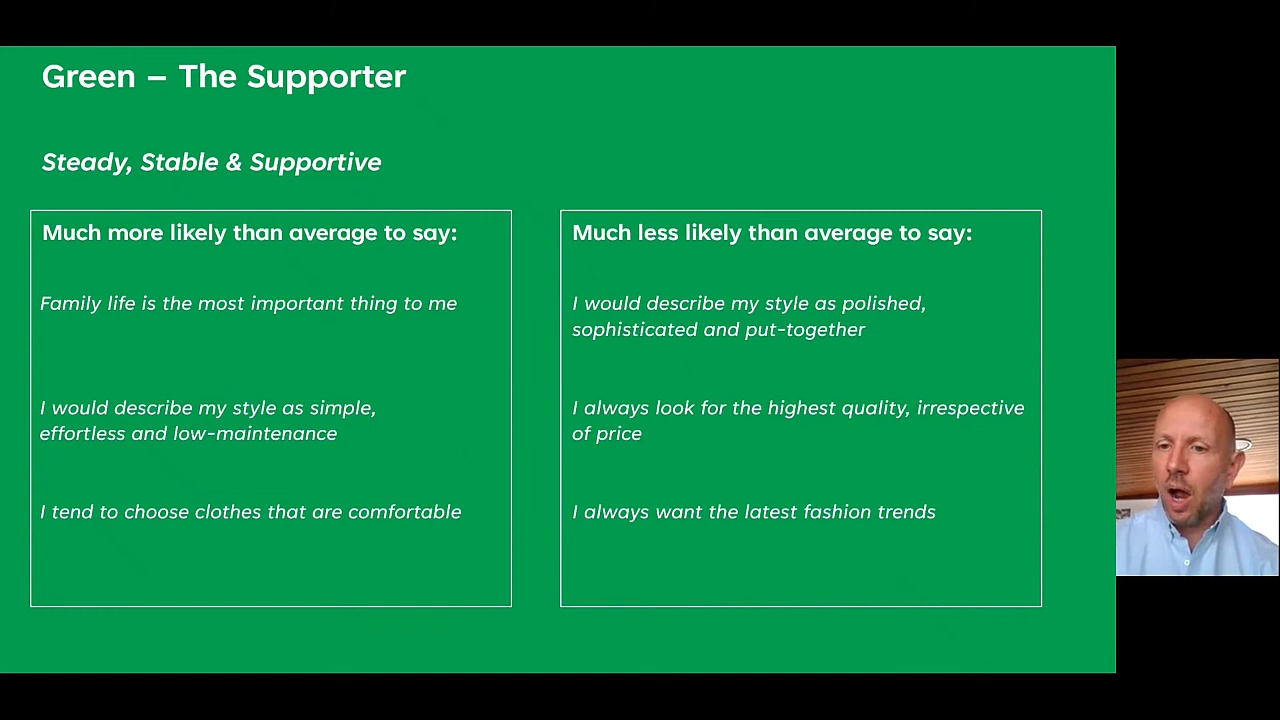 Green – The Supporter
Steady, Stable & Supportive
Much more likely than average to say:
Family life is the most important thing to me
I would describe my style as simple,
effortless and low-maintenance
I tend to choose clothes that are comfortable
Much less likely than average to say:
I would describe my style as polished,
sophisticated and put-together
I always look for the highest quality, irrespective
of price
I always want the latest fashion trends